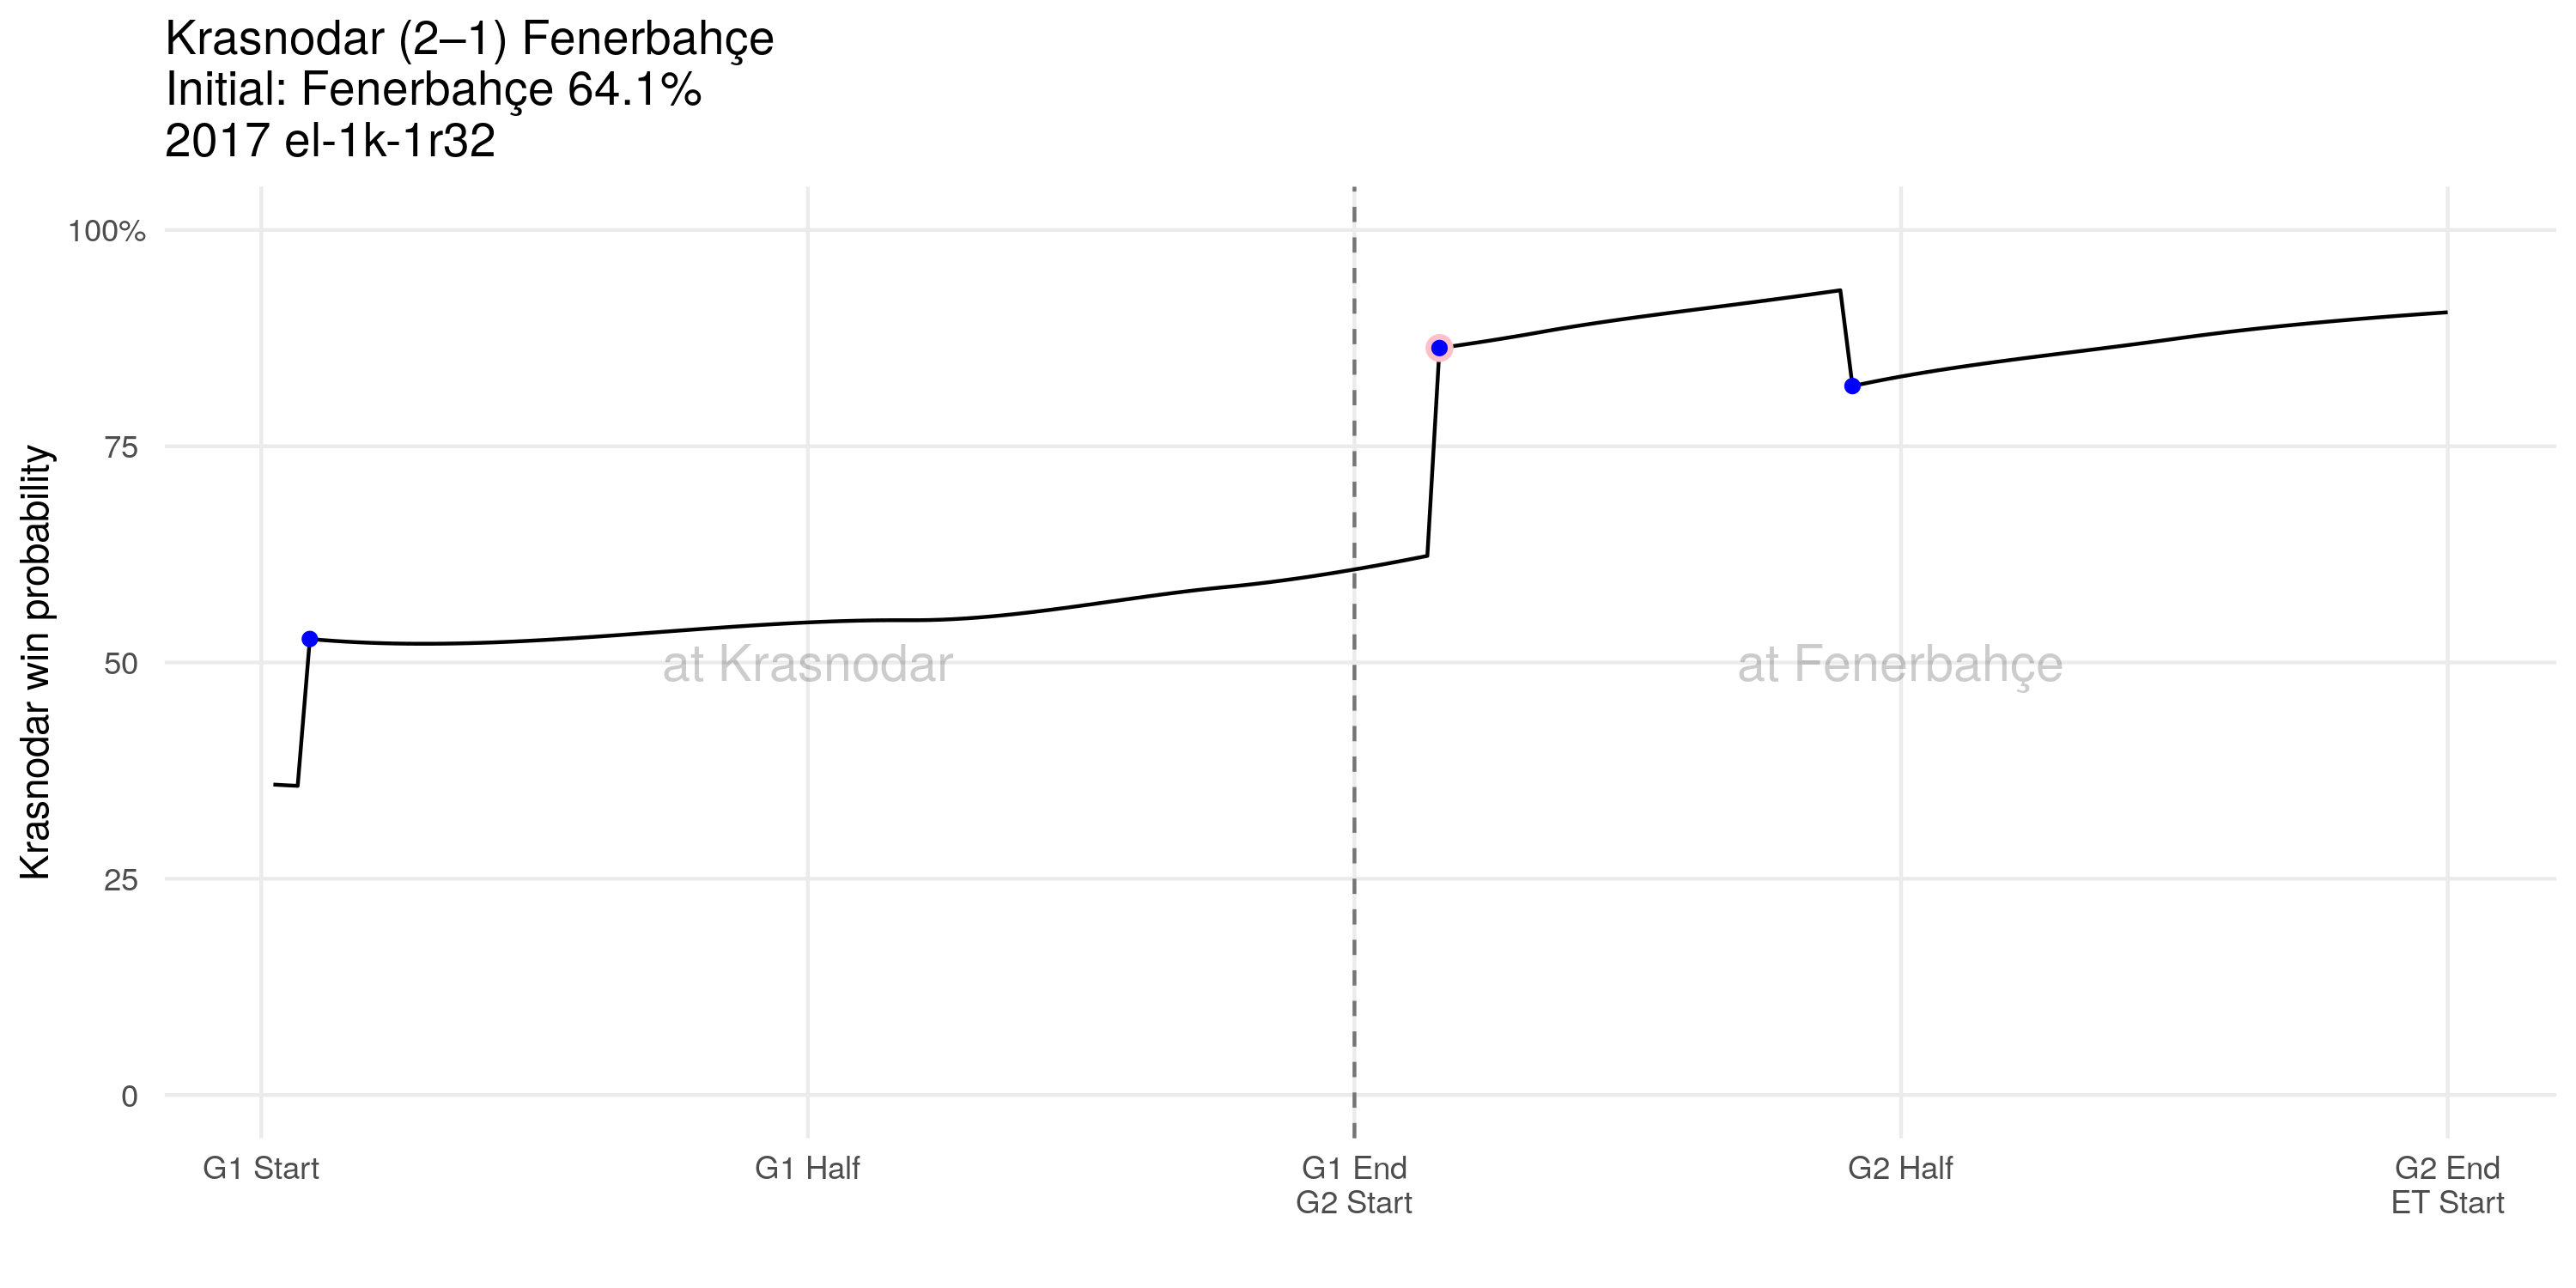 Krasnodar (2–1) Fenerbahçe
Initial: Fenerbahçe 64.1%
2017 el-1k-1r32
Krasnodar win probability
100%
75
50
25
0
at Krasnodar
at Fenerbahçe
G1 Start
G1 Half
G1 End
G2 Start
G2 Half
G2 End
ET Start